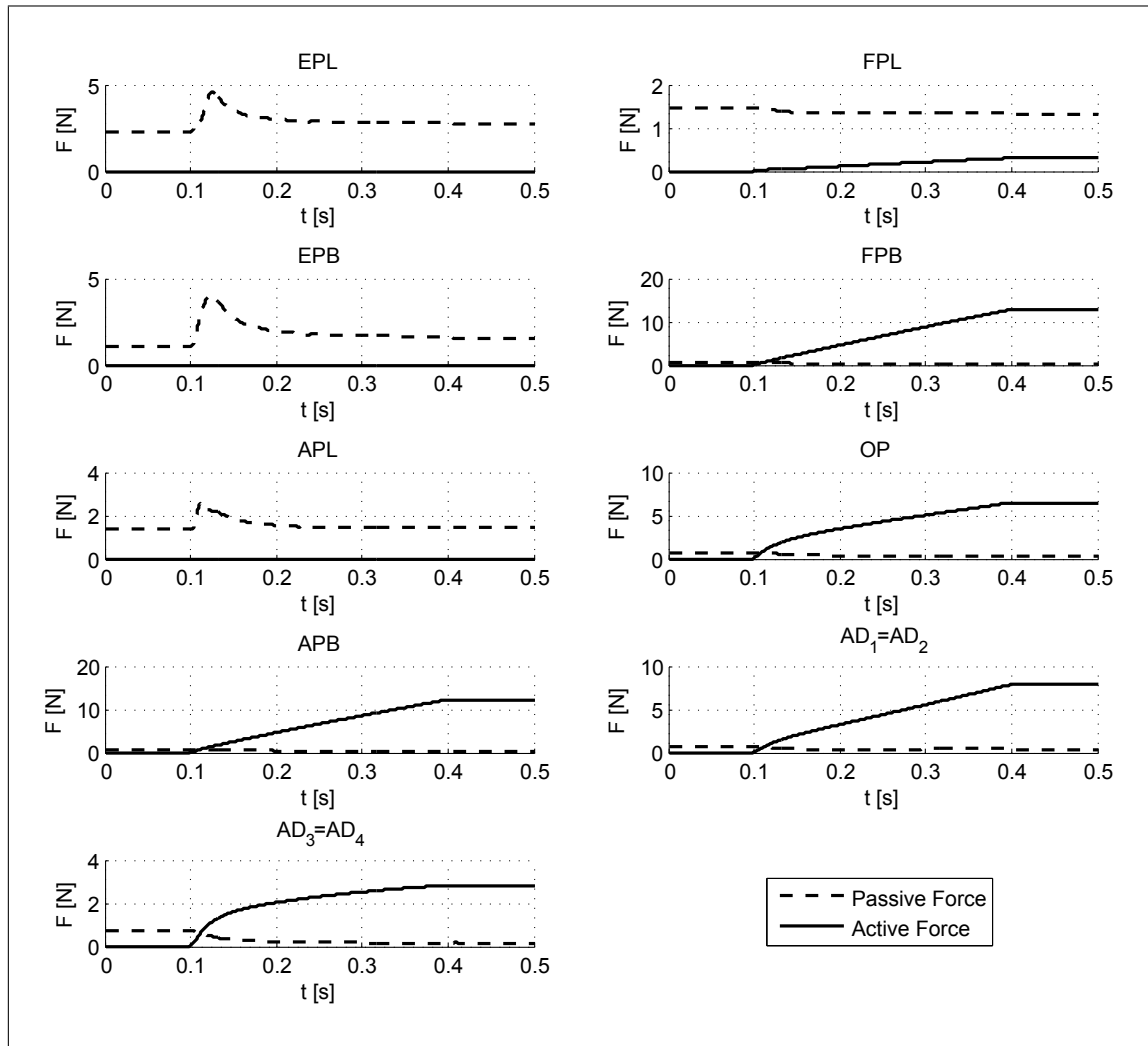 EPL
F [N]
5
0
0 0.1 0.2 0.3 0.4 0.5
t [s]
FPL
F [N]
2
1
0
0 0.1 0.2 0.3 0.4 0.5
t [s]
EPB
F [N]
5
0
0 0.1 0.2 0.3 0.4 0.5
t [s]
FPB
F [N]
20
10
0
0 0.1 0.2 0.3 0.4 0.5
t [s]
APL
F [N]
4
2
0
0 0.1 0.2 0.3 0.4 0.5
t [s]
OP
F [N]
10
5
0
0 0.1 0.2 0.3 0.4 0.5
t [s]
APB
F [N]
20
10
0
0 0.1 0.2 0.3 0.4 0.5
t [s]
AD₁=AD₂
F [N]
10
5
0
0 0.1 0.2 0.3 0.4 0.5
t [s]
AD₃=AD₄
F [N]
4
2
0
0 0.1 0.2 0.3 0.4 0.5
t [s]
Passive Force
Active Force